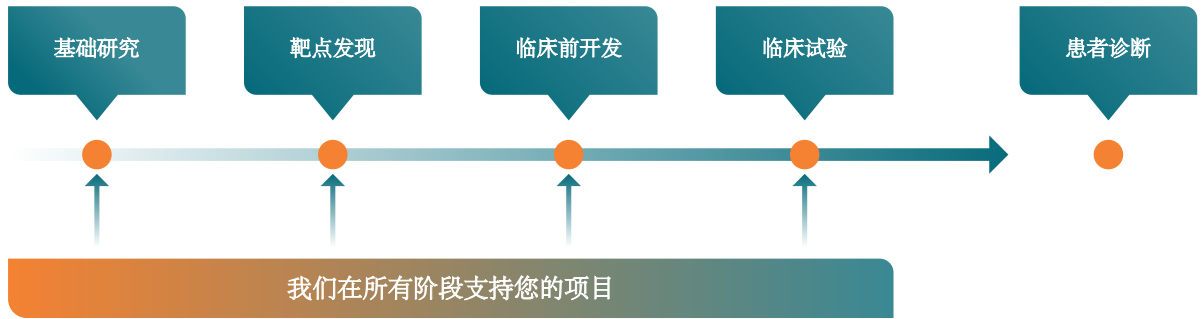 基础研究
靶点发现
临床前开发
临床试验
患者诊断
我们在所有阶段支持您的项目